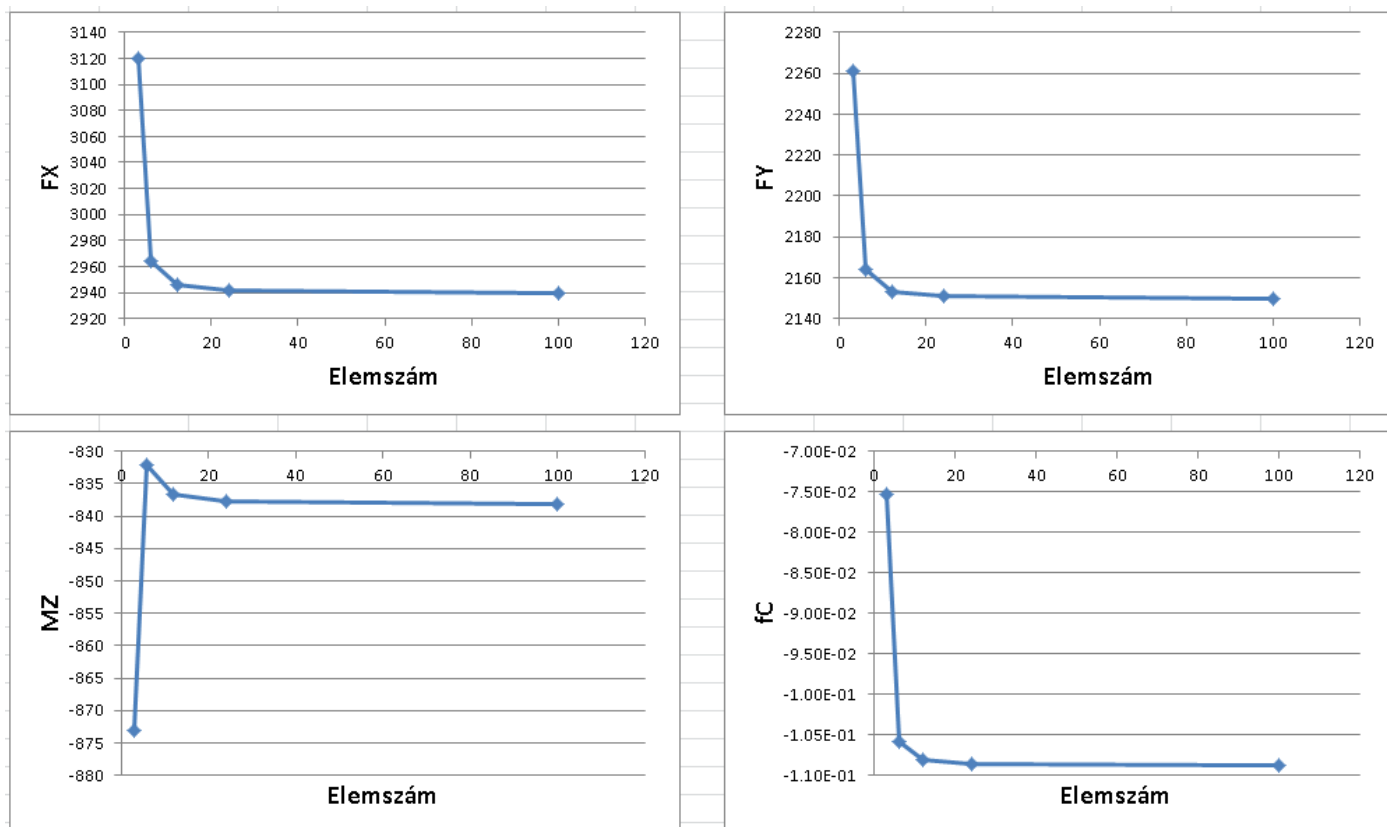 FX
3140
3120
3100
3080
3060
3040
3020
3000
2980
2960
2940
2920
0 20 40 60 80 100 120
Elemszám
FY
2280
2260
2240
2220
2200
2180
2160
2140
0 20 40 60 80 100 120
Elemszám
MZ
-830
-835
-840
-845
-850
-855
-860
-865
-870
-875
-880
0 20 40 60 80 100 120
Elemszám
fC
-7.00E-02
-7.50E-02
-8.00E-02
-8.50E-02
-9.00E-02
-9.50E-02
-1.00E-01
-1.05E-01
-1.10E-01
0 20 40 60 80 100 120
Elemszám